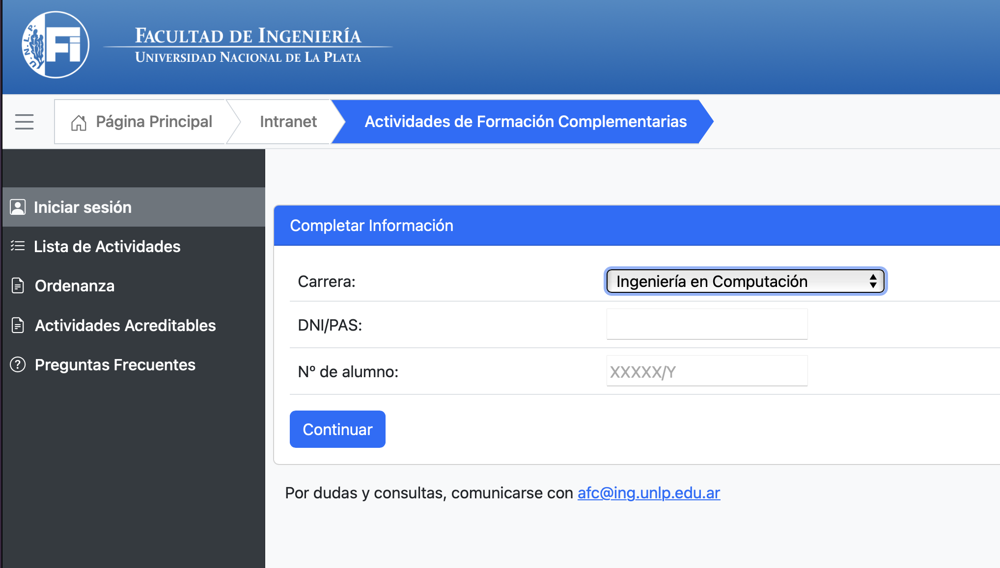 U.N.L.P.
Fi
FACULTAD DE INGENIERÍA
UNIVERSIDAD NACIONAL DE LA PLATA
Página Principal
Intranet
Actividades de Formación Complementarias
Iniciar sesión
Lista de Actividades
Ordenanza
Actividades Acreditables
Preguntas Frecuentes
Completar Información
Carrera: Ingeniería en Computación
DNI/PAS:
Nº de alumno: XXXXX/Y
Continuar
Por dudas y consultas, comunicarse con afc@ing.unlp.edu.ar